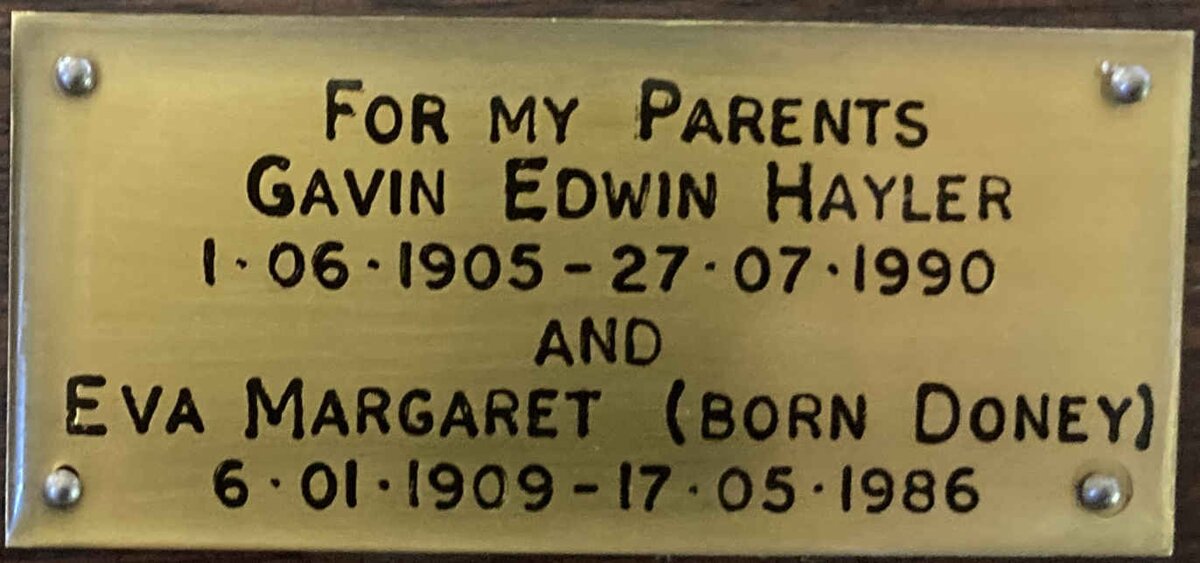 FOR MY PARENTS
GAVIN EDWIN HAYLER
1·06·1905-27·07·1990
AND
EVA MARGARET (BORN DONEY)
6·01·1909-17·05·1986